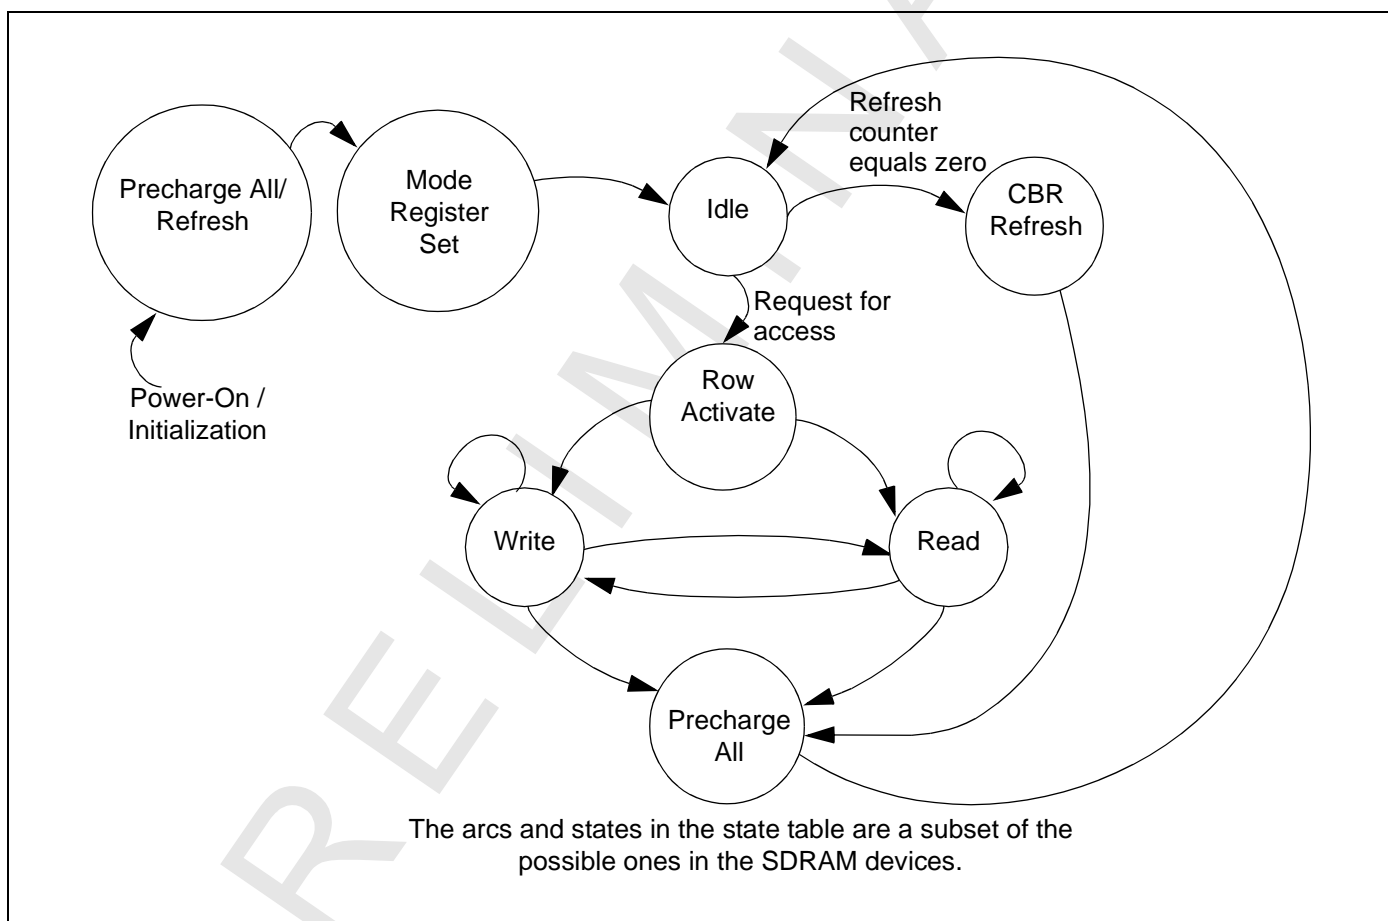 Precharge All/
Refresh
Mode
Register
Set
Idle
Refresh
counter
equals zero
CBR
Refresh
Request for
access
Power-On /
Initialization
Row
Activate
Write
Read
Precharge
All
The arcs and states in the state table are a subset of the
possible ones in the SDRAM devices.
RELIMINA